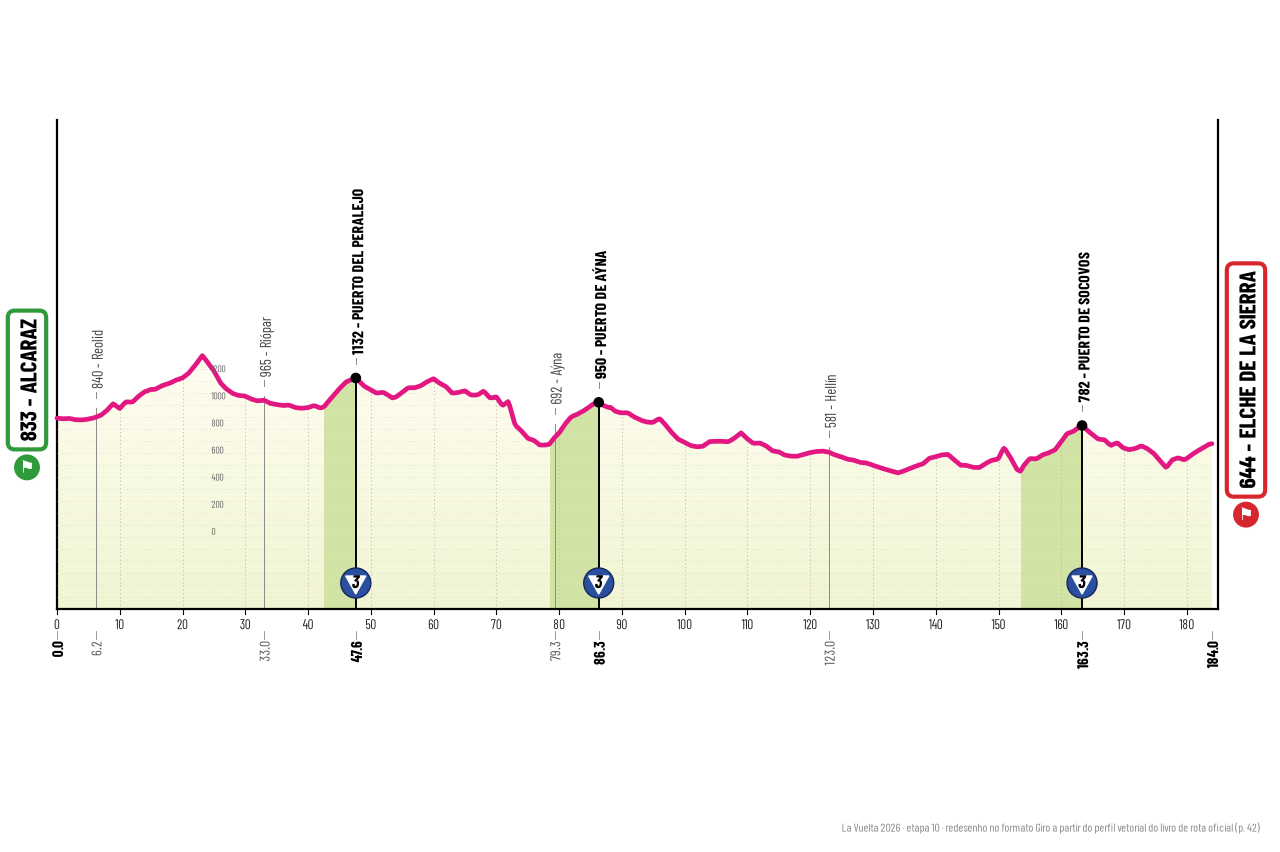 833 - ALCARAZ
840 - Reolid
965 - Riópar
1132 - PUERTO DEL PERALEJO
692 - Aýna
950 - PUERTO DE AÝNA
581 - Hellín
782 - PUERTO DE SOCOVOS
644 - ELCHE DE LA SIERRA
1000
800
600
400
200
0
3
3
3
0 10 20 30 40 50 60 70 80 90 100 110 120 130 140 150 160 170 180
0.0 6.2 33.0 47.6 79.3 86.3 123.0 163.3 184.0
La Vuelta 2026 · etapa 10 · redesenho no formato Giro a partir do perfil vetorial do livro de rota oficial (p. 42)